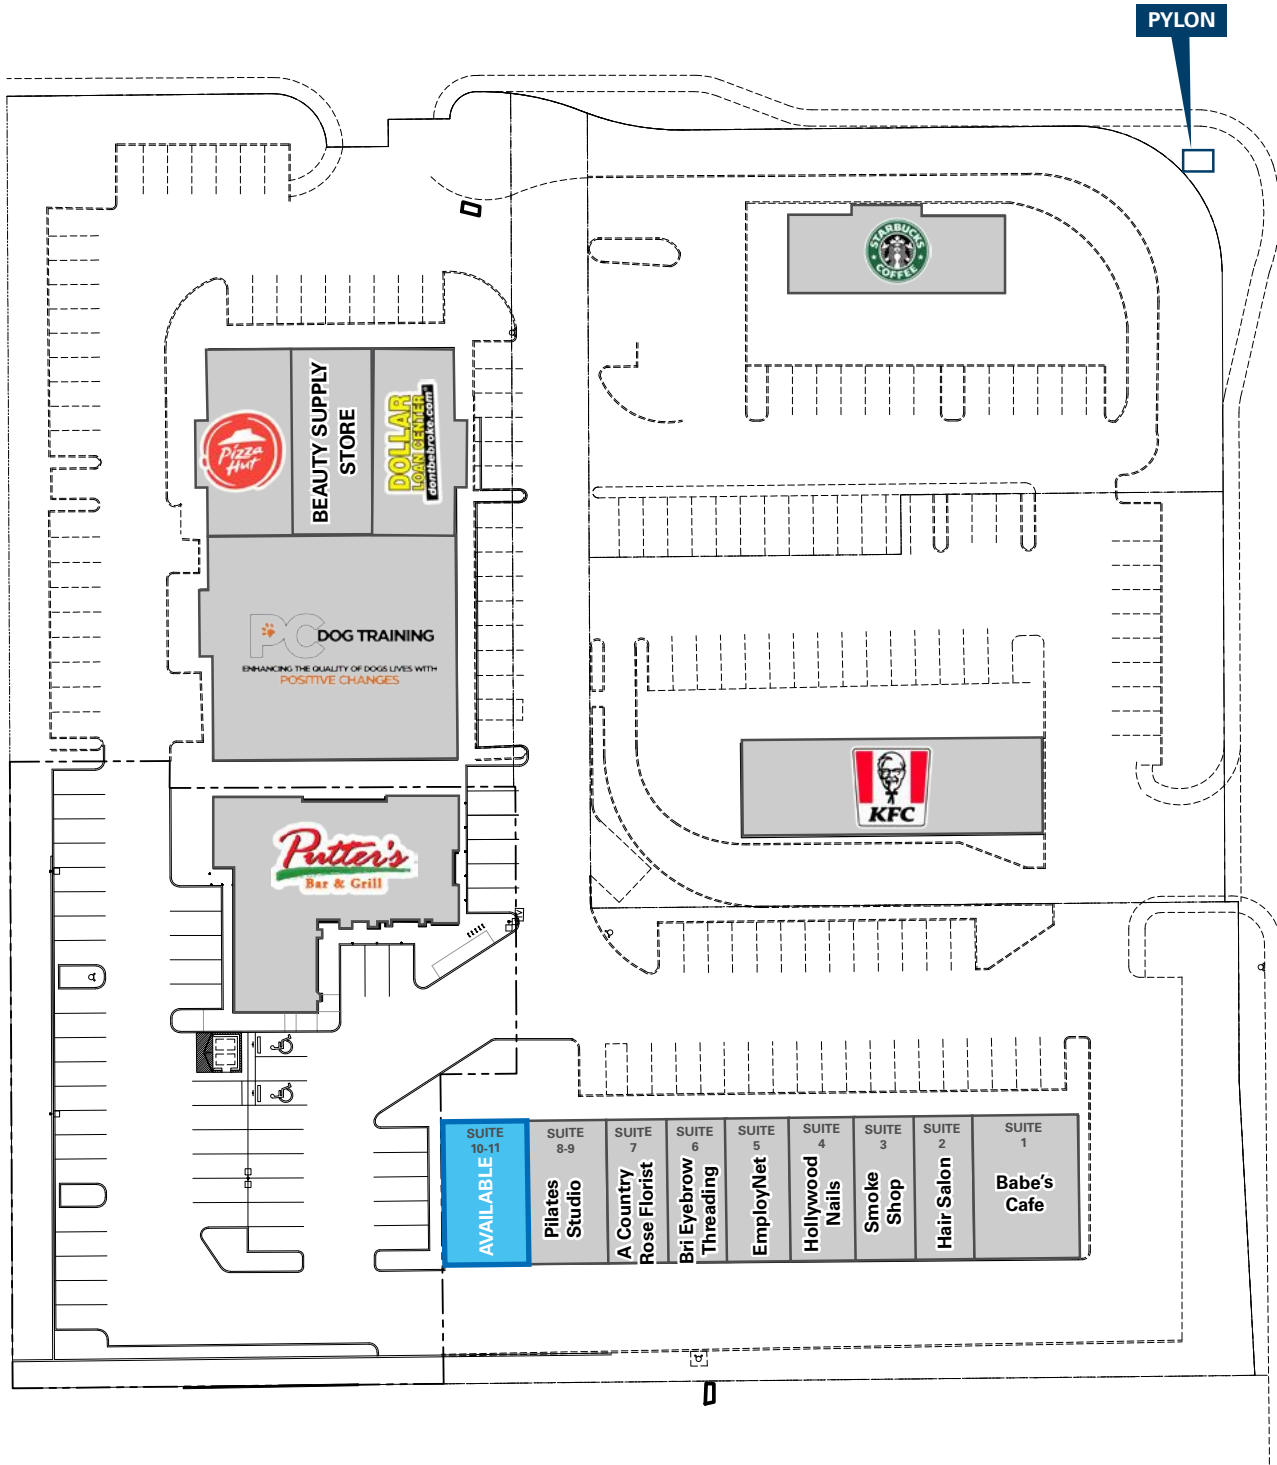 PYLON
STARBUCKS
COFFEE
Pizza
Hut
BEAUTY SUPPLY
STORE
DOLLAR
LOAN CENTER
dontbebroke.com
PC DOG TRAINING
ENHANCING THE QUALITY OF DOGS LIVES WITH
POSITIVE CHANGES
KFC
Putter's
Bar & Grill
SUITE
10-11
AVAILABLE
SUITE
8-9
Pilates
Studio
SUITE
7
A Country
Rose Florist
SUITE
6
Bri Eyebrow
Threading
SUITE
5
EmployNet
SUITE
4
Hollywood
Nails
SUITE
3
Smoke
Shop
SUITE
2
Hair Salon
SUITE
1
Babe's
Cafe